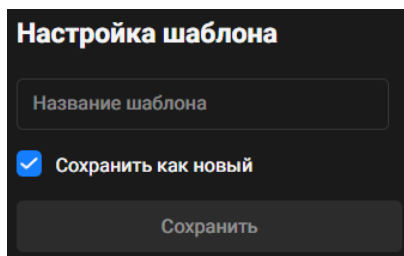 Настройка шаблона
Название шаблона
Сохранить как новый
Сохранить